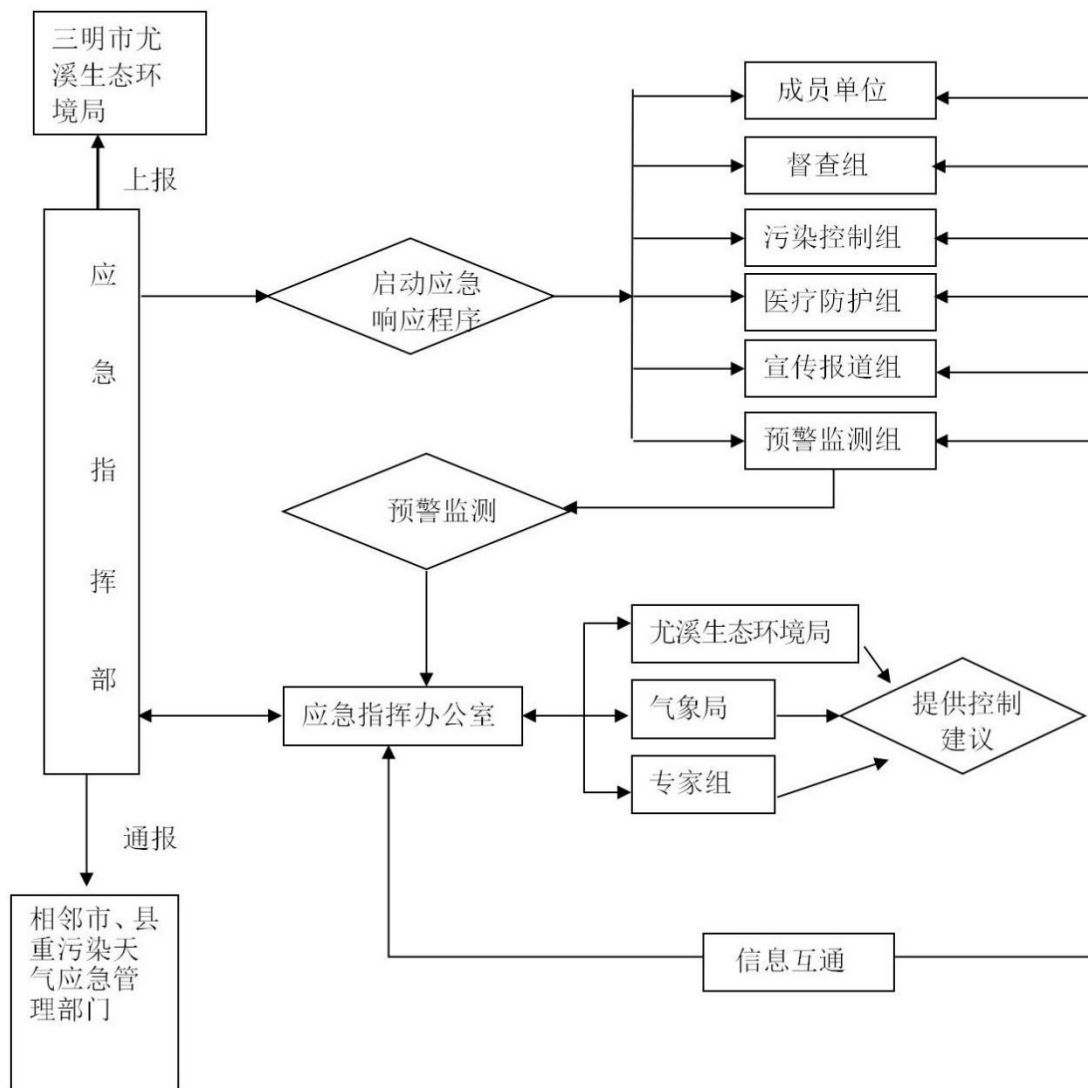 三明市尤
溪生态环
境局
上报
应
急
指
挥
部
启动应急
响应程序
成员单位
督查组
污染控制组
医疗防护组
宣传报道组
预警监测组
预警监测
应急指挥办公室
尤溪生态环境局
气象局
专家组
提供控制
建议
通报
相邻市、县
重污染天
气应急管
理部门
信息互通